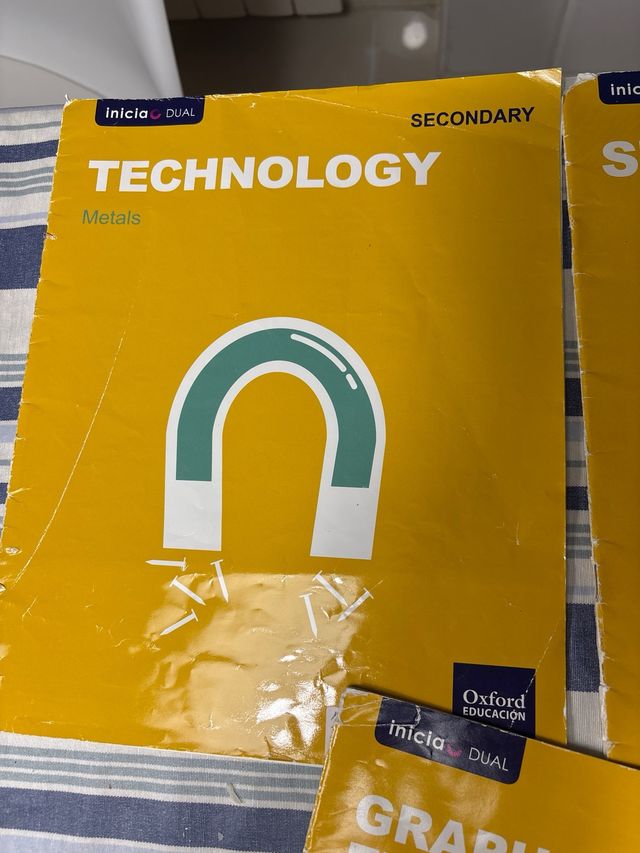 inicia DUAL
SECONDARY
TECHNOLOGY
Metals
Oxford
EDUCACIÓN
inicia DUAL